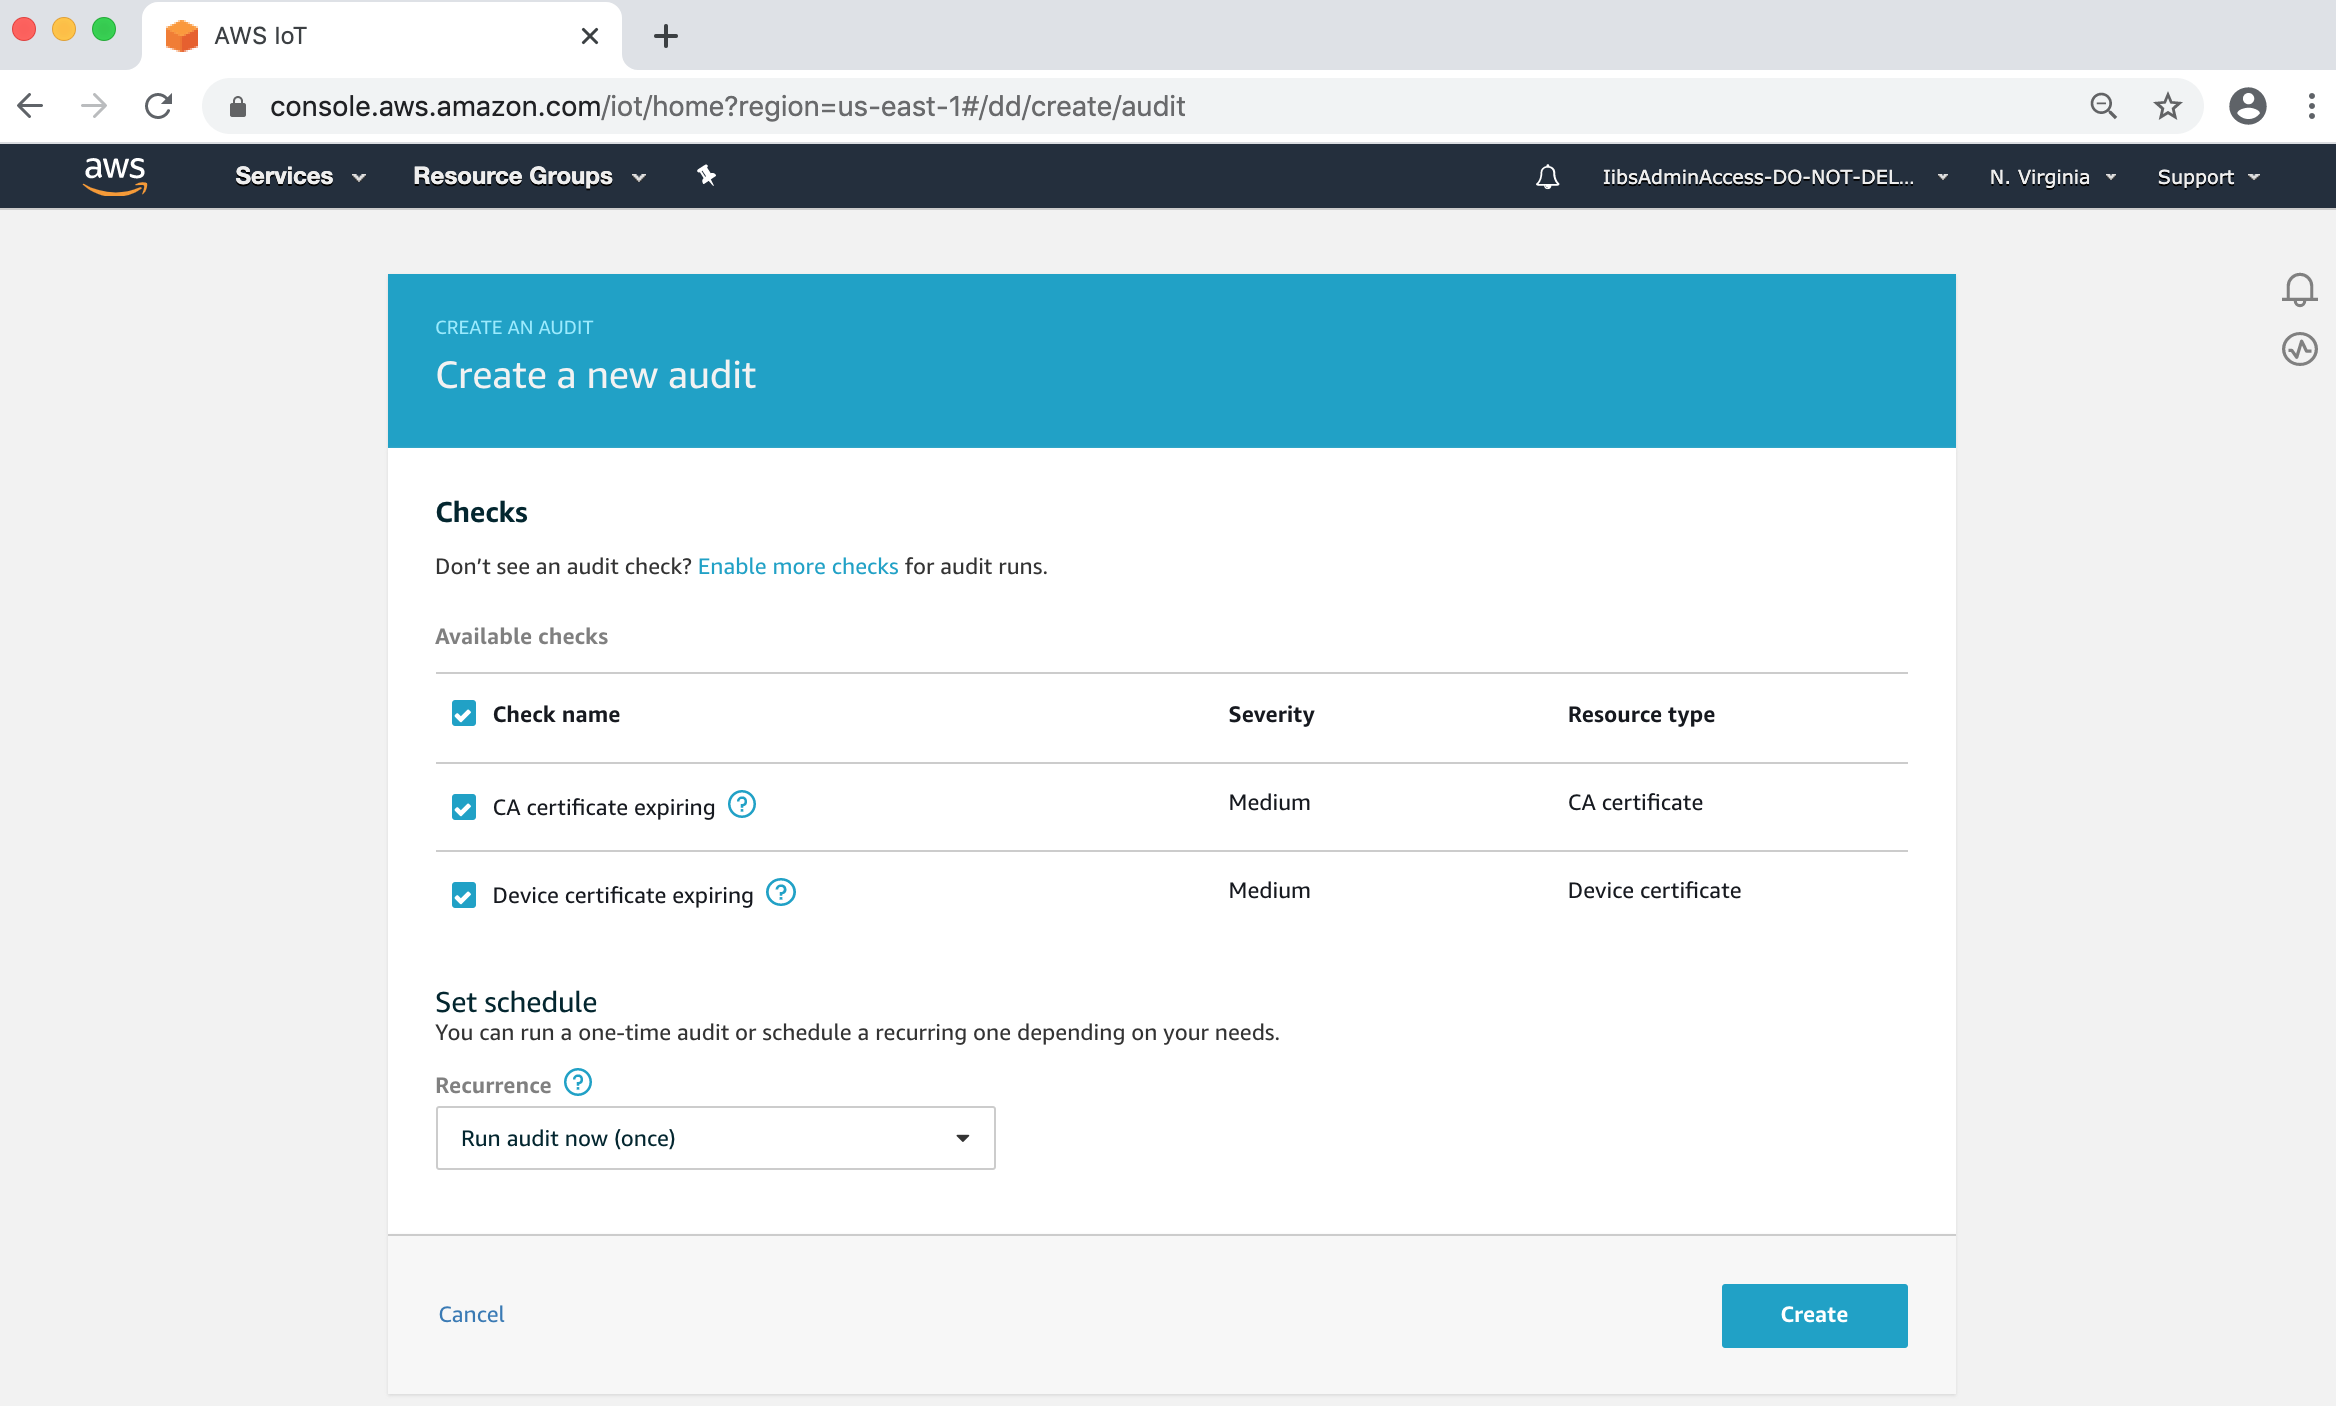 AWS IoT
console.aws.amazon.com/iot/home?region=us-east-1#/dd/create/audit
aws Services Resource Groups IibsAdminAccess-DO-NOT-DEL... N. Virginia Support
CREATE AN AUDIT
Create a new audit
Checks
Don't see an audit check? Enable more checks for audit runs.
Available checks
Check name Severity Resource type
CA certificate expiring ? Medium CA certificate
Device certificate expiring ? Medium Device certificate
Set schedule
You can run a one-time audit or schedule a recurring one depending on your needs.
Recurrence ?
Run audit now (once)
Cancel Create